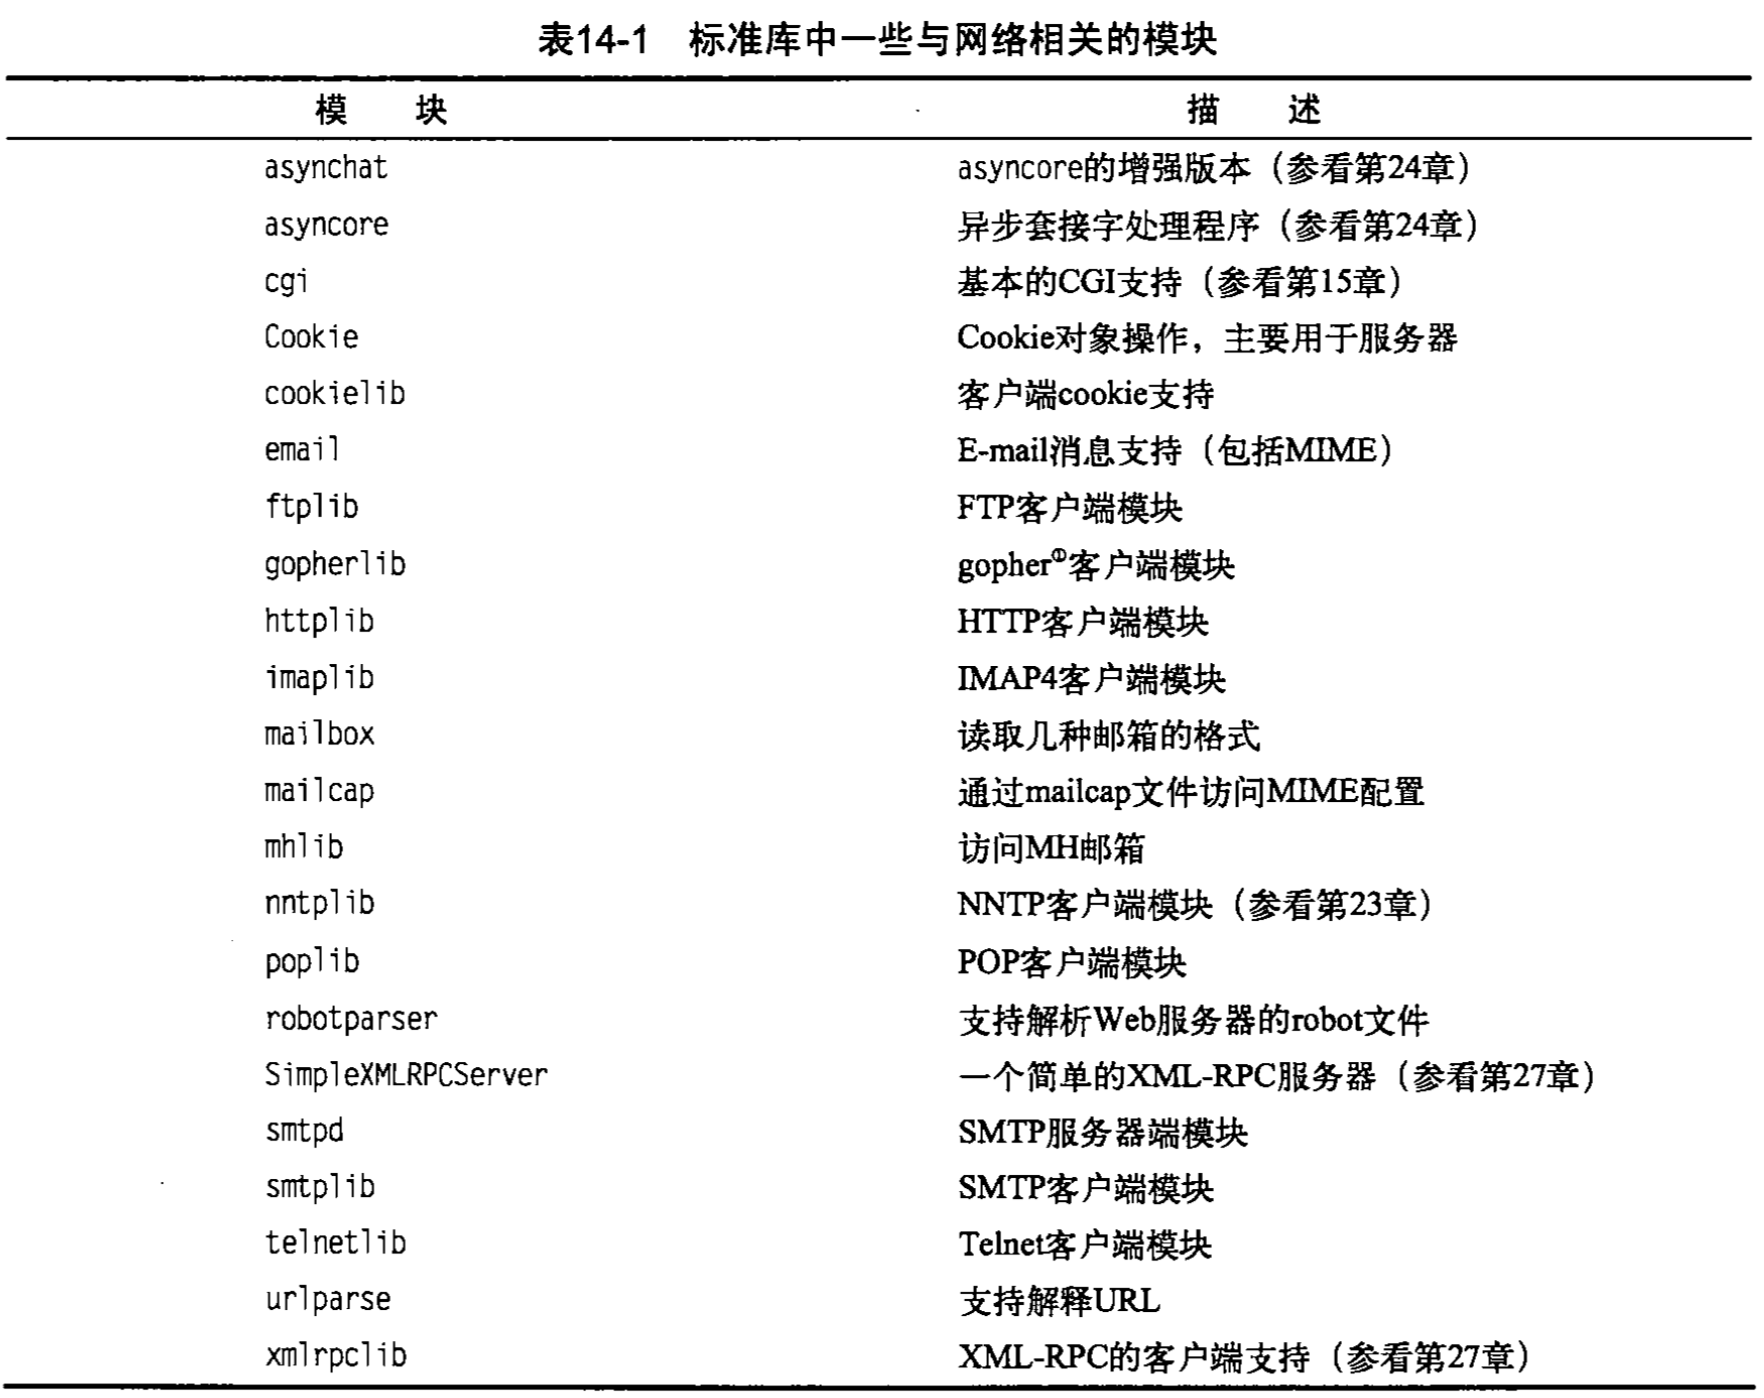 表14-1 标准库中一些与网络相关的模块
模 块 描 述
asynchat asyncore的增强版本（参看第24章）
asyncore 异步套接字处理程序（参看第24章）
cgi 基本的CGI支持（参看第15章）
Cookie Cookie对象操作，主要用于服务器
cookielib 客户端cookie支持
email E-mail消息支持（包括MIME）
ftplib FTP客户端模块
gopherlib gopher①客户端模块
httplib HTTP客户端模块
imaplib IMAP4客户端模块
mailbox 读取几种邮箱的格式
mailcap 通过mailcap文件访问MIME配置
mhlib 访问MH邮箱
nntplib NNTP客户端模块（参看第23章）
poplib POP客户端模块
robotparser 支持解析Web服务器的robot文件
SimpleXMLRPCServer 一个简单的XML-RPC服务器（参看第27章）
smtpd SMTP服务器端模块
smtplib SMTP客户端模块
telnetlib Telnet客户端模块
urlparse 支持解释URL
xmlrpclib XML-RPC的客户端支持（参看第27章）